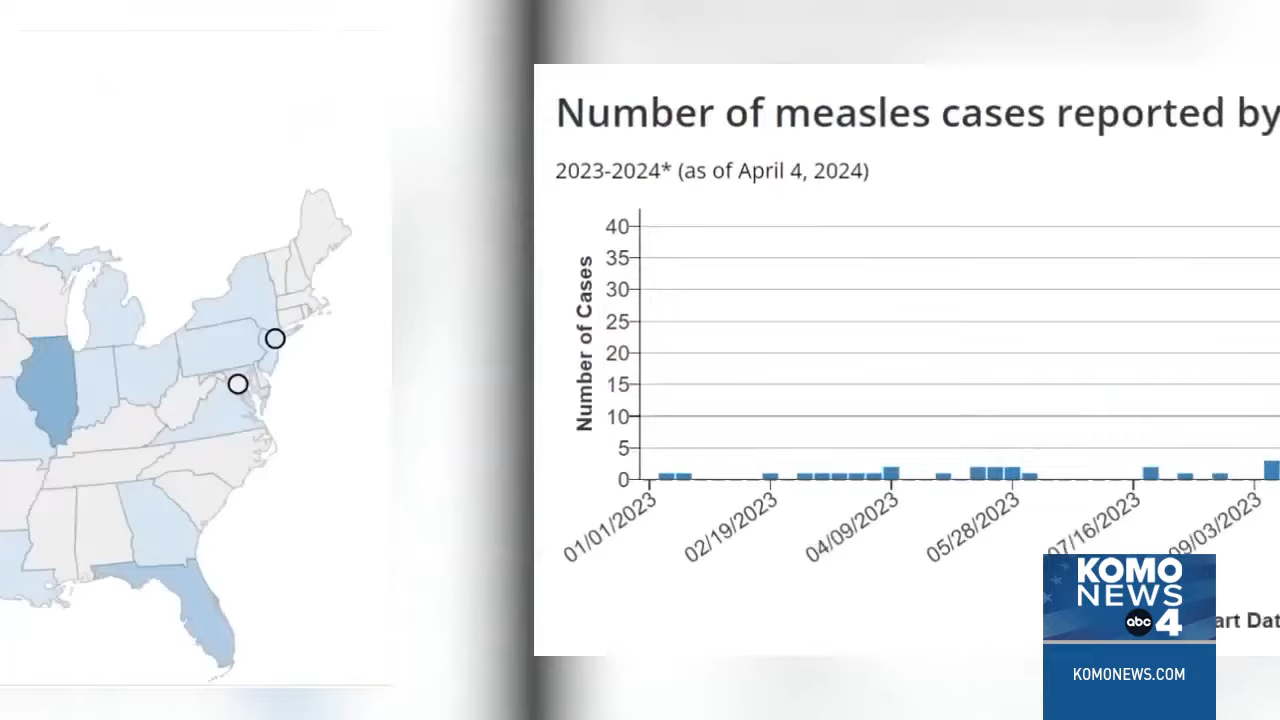 Number of measles cases reported by
2023-2024* (as of April 4, 2024)
Number of Cases
40
35
30
25
20
15
10
5
0
01/01/2023
02/19/2023
04/09/2023
05/28/2023
07/16/2023
09/03/2023
art Dat
KOMO
NEWS
abc 4
KOMONEWS.COM